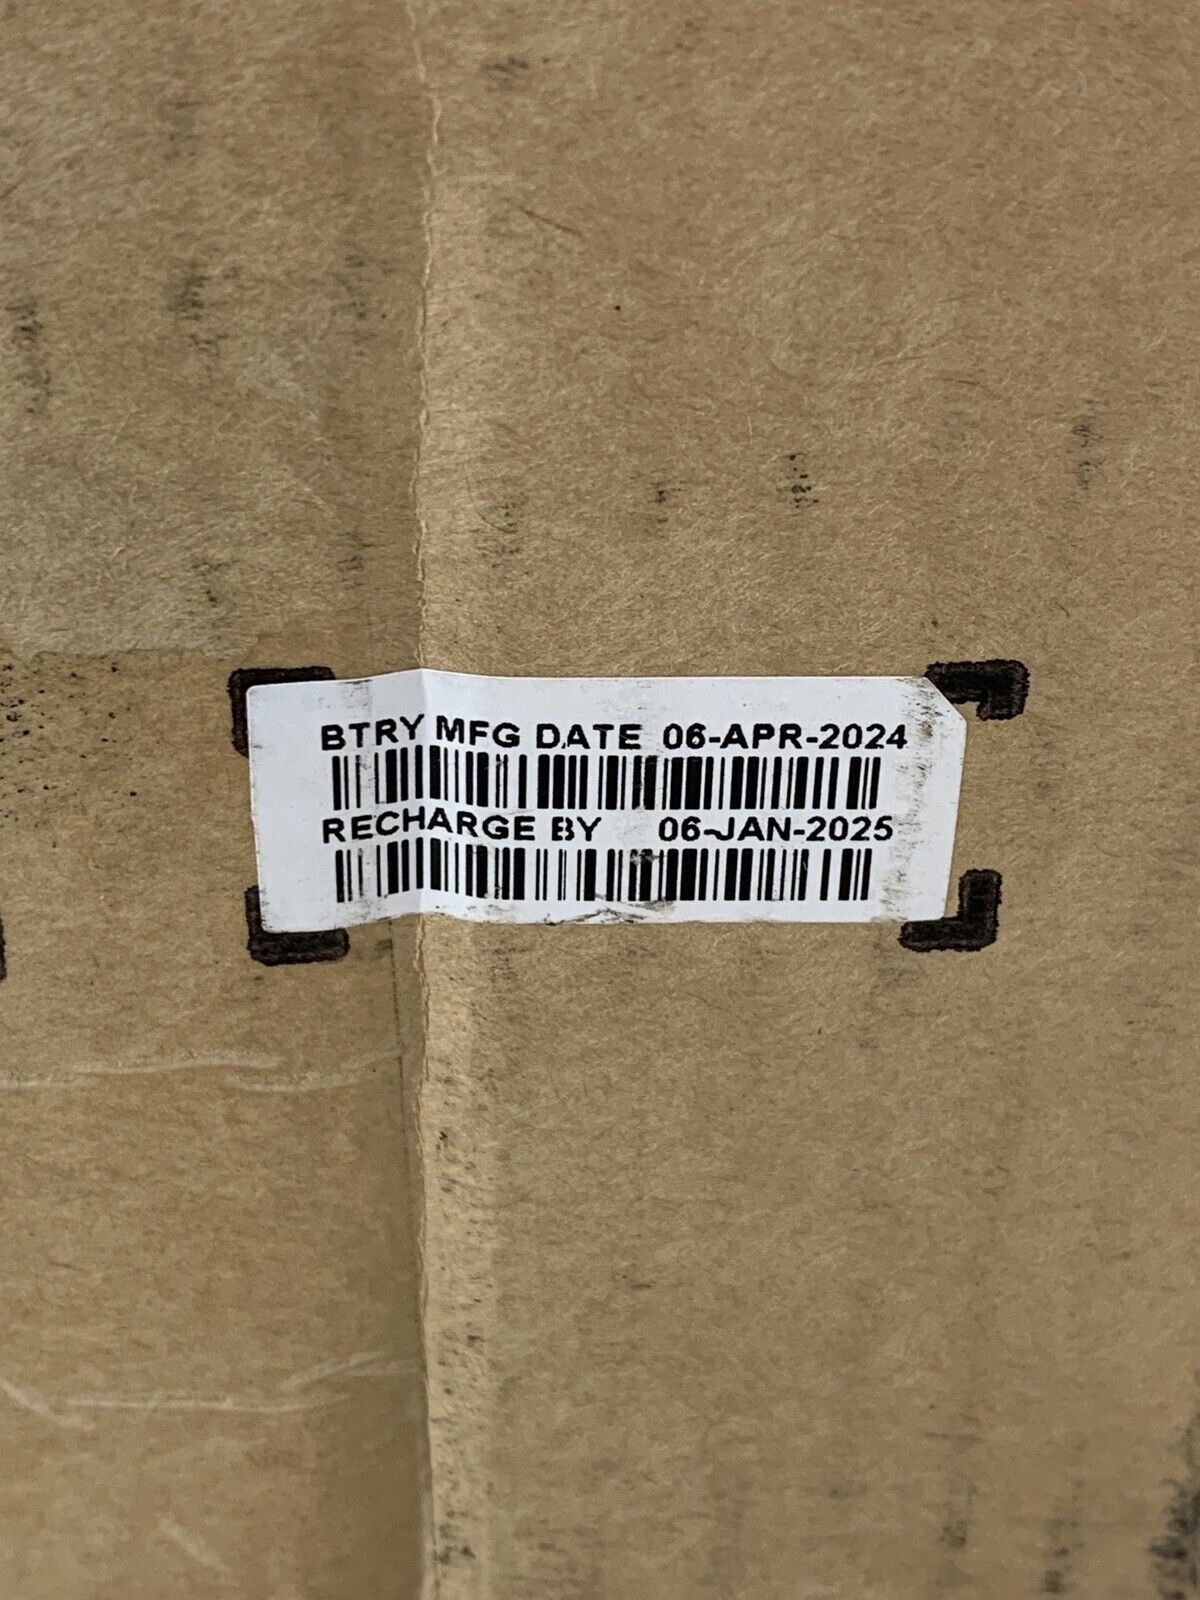 BTRY MFG DATE 06-APR-2024
RECHARGE BY 06-JAN-2025